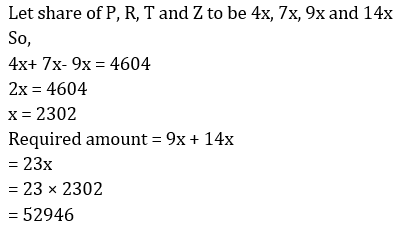 Let share of P, R, T and Z to be 4x, 7x, 9x and 14x
So,
4x+ 7x- 9x = 4604
2x = 4604
x = 2302
Required amount = 9x + 14x
= 23x
= 23 × 2302
= 52946